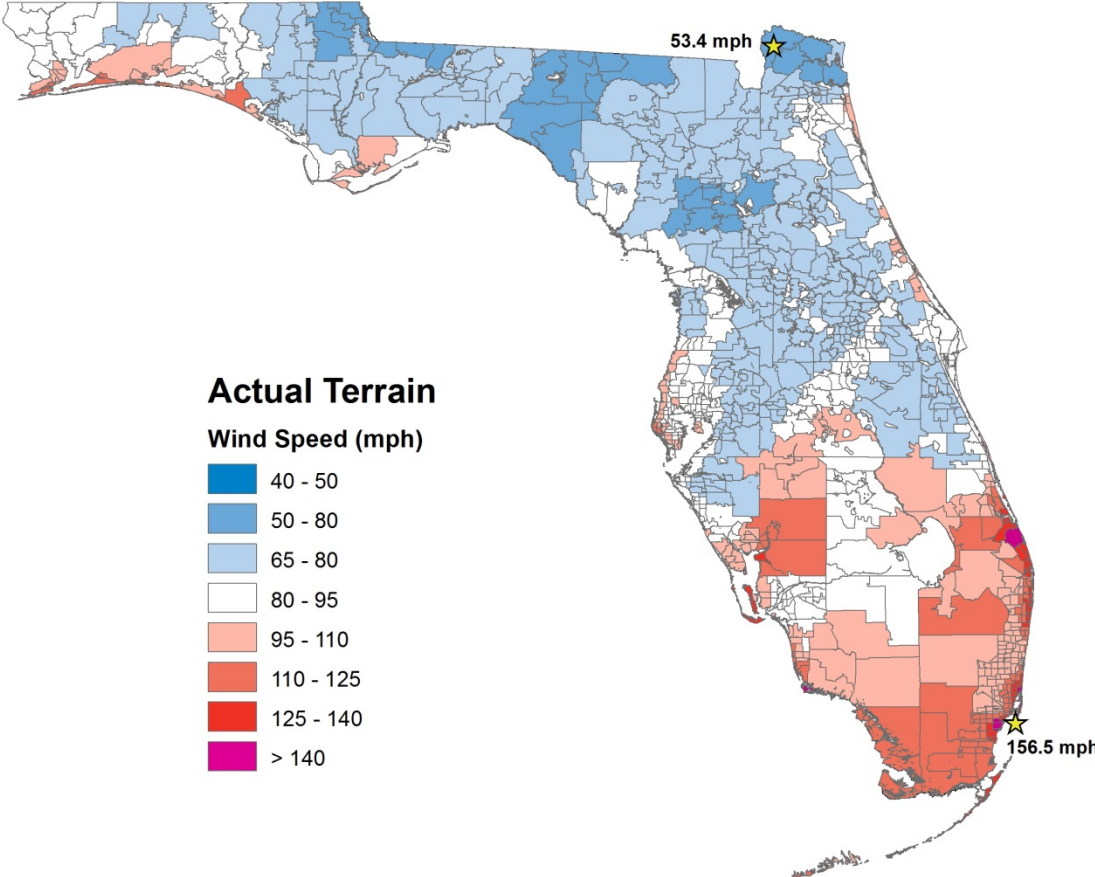 53.4 mph
Actual Terrain
Wind Speed (mph)
40 - 50
50 - 80
65 - 80
80 - 95
95 - 110
110 - 125
125 - 140
> 140
156.5 mph